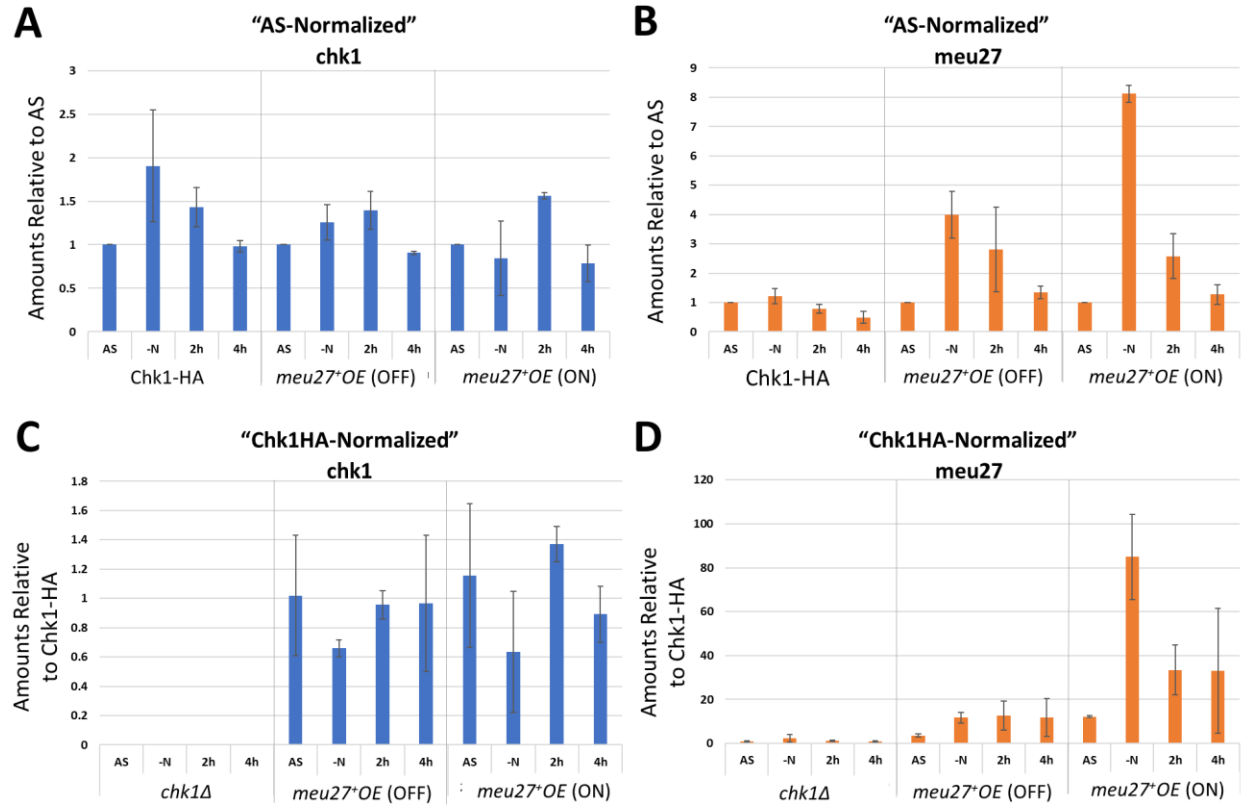 A
"AS-Normalized"
chk1
Amounts Relative to AS
3
2.5
2
1.5
1
0.5
0
AS -N 2h 4h AS -N 2h 4h AS -N 2h 4h
Chk1-HA meu27+OE (OFF) meu27+OE (ON)
B
"AS-Normalized"
meu27
Amounts Relative to AS
9
8
7
6
5
4
3
2
1
0
AS -N 2h 4h AS -N 2h 4h AS -N 2h 4h
Chk1-HA meu27+OE (OFF) meu27+OE (ON)
C
"Chk1HA-Normalized"
chk1
Amounts Relative
to Chk1-HA
1.8
1.6
1.4
1.2
1
0.8
0.6
0.4
0.2
0
AS -N 2h 4h AS -N 2h 4h AS -N 2h 4h
chk1Δ meu27+OE (OFF) meu27+OE (ON)
D
"Chk1HA-Normalized"
meu27
Amounts Relative
to Chk1-HA
120
100
80
60
40
20
0
AS -N 2h 4h AS -N 2h 4h AS -N 2h 4h
chk1Δ meu27+OE (OFF) meu27+OE (ON)